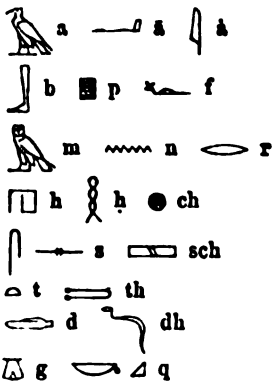 𓄿 a 𓂝 ā 𓇋 ȧ
𓃀 b 𓊪 p 𓆑 f
𓅓 m 𓈖 n 𓂋 r
𓉔 h 𓎛 ḥ 𓐍 ch
𓋴 𓊃 s 𓈙 sch
𓏏 t 𓍿 th
𓂧 d 𓆓 dh
𓎼 g 𓎡 𓈎 q